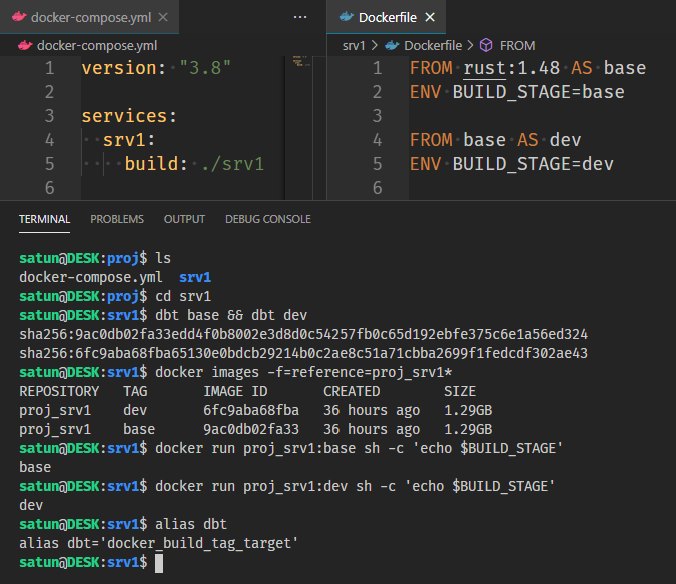 docker-compose.yml
docker-compose.yml
1 version: "3.8"
2
3 services:
4 srv1:
5 build: ./srv1
6
Dockerfile
srv1 > Dockerfile > FROM
1 FROM rust:1.48 AS base
2 ENV BUILD_STAGE=base
3
4 FROM base AS dev
5 ENV BUILD_STAGE=dev
6
TERMINAL PROBLEMS OUTPUT DEBUG CONSOLE
satun@DESK:proj$ ls
docker-compose.yml srv1
satun@DESK:proj$ cd srv1
satun@DESK:srv1$ dbt base && dbt dev
sha256:9ac0db02fa33edd4f0b8002e3d8d0c54257fb0c65d192ebfe375c6e1a56ed324
sha256:6fc9aba68fba65130e0bdcb29214b0c2ae8c51a71cbba2699f1fedcdf302ae43
satun@DESK:srv1$ docker images -f=reference=proj_srv1*
REPOSITORY TAG IMAGE ID CREATED SIZE
proj_srv1 dev 6fc9aba68fba 36 hours ago 1.29GB
proj_srv1 base 9ac0db02fa33 36 hours ago 1.29GB
satun@DESK:srv1$ docker run proj_srv1:base sh -c 'echo $BUILD_STAGE'
base
satun@DESK:srv1$ docker run proj_srv1:dev sh -c 'echo $BUILD_STAGE'
dev
satun@DESK:srv1$ alias dbt
alias dbt='docker_build_tag_target'
satun@DESK:srv1$